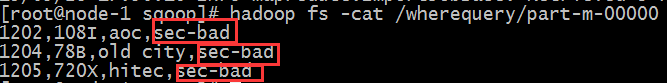 [root@node-1 sqoop]# hadoop fs -cat /wherequery/part-m-00000
1202,108I,aoc,sec-bad
1204,78B,old city,sec-bad
1205,720X,hitec,sec-bad